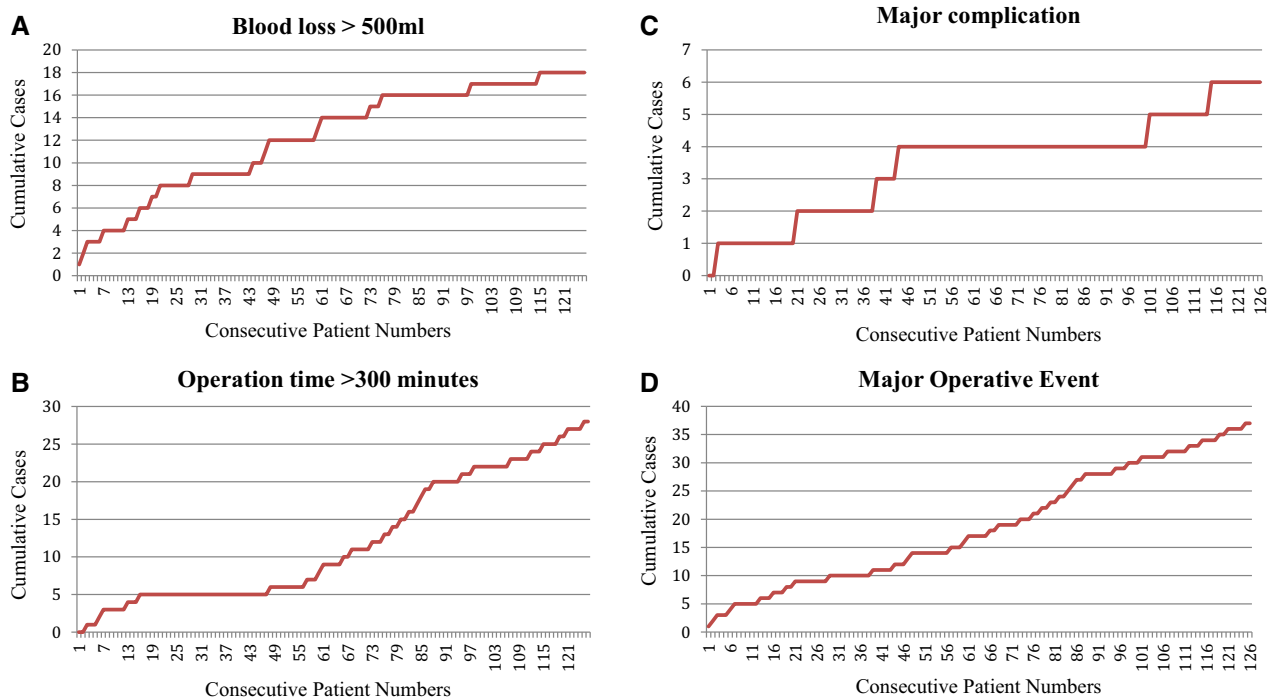 A
Blood loss > 500ml
Cumulative Cases
20
18
16
14
12
10
8
6
4
2
0
1 7 13 19 25 31 37 43 49 55 61 67 73 79 85 91 97 103 109 115 121
Consecutive Patient Numbers
C
Major complication
Cumulative Cases
7
6
5
4
3
2
1
0
1 6 11 16 21 26 31 36 41 46 51 56 61 66 71 76 81 86 91 96 101 106 111 116 121 126
Consecutive Patient Numbers
B
Operation time >300 minutes
Cumulative Cases
30
25
20
15
10
5
0
1 7 13 19 25 31 37 43 49 55 61 67 73 79 85 91 97 103 109 115 121
Consecutive Patient Numbers
D
Major Operative Event
Cumulative Cases
40
35
30
25
20
15
10
5
0
1 6 11 16 21 26 31 36 41 46 51 56 61 66 71 76 81 86 91 96 101 106 111 116 121 126
Consecutive Patient Numbers